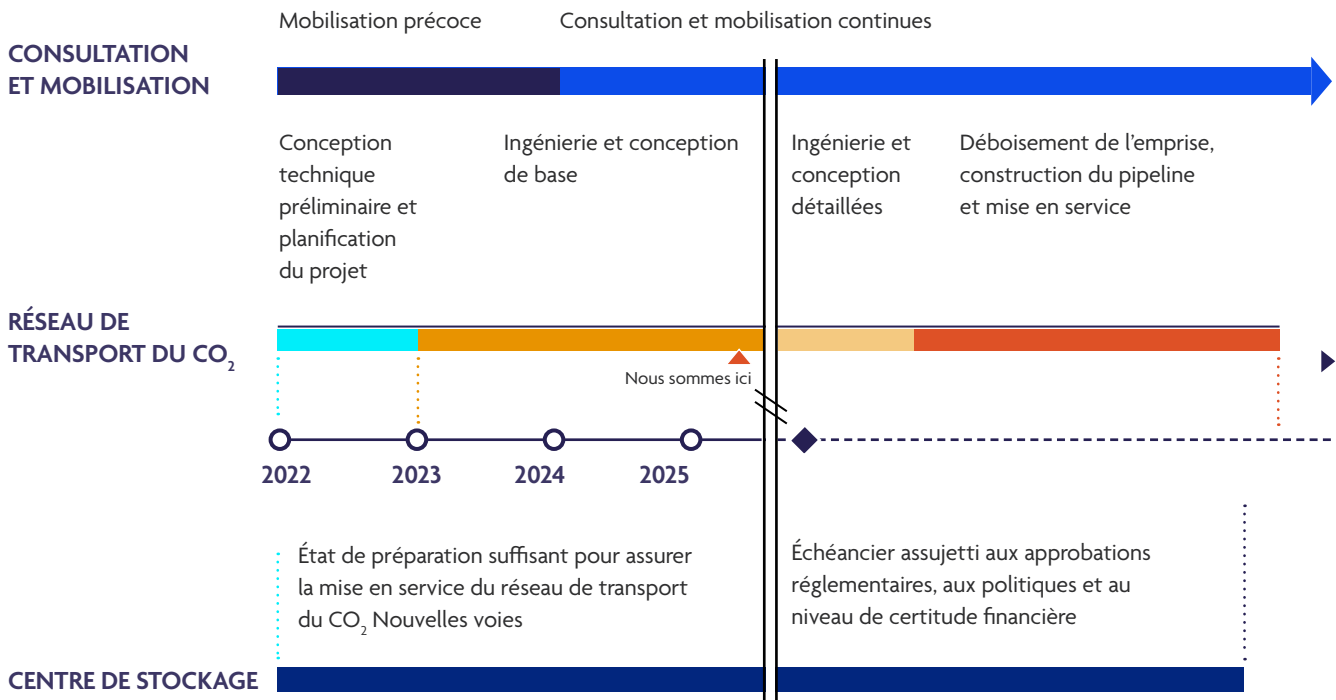 Mobilisation précoce
Consultation et mobilisation continues
CONSULTATION
ET MOBILISATION
Conception
technique
préliminaire et
planification
du projet
Ingénierie et conception
de base
Ingénierie et
conception
détaillées
Déboisement de l’emprise,
construction du pipeline
et mise en service
RÉSEAU DE
TRANSPORT DU CO₂
Nous sommes ici
2022
2023
2024
2025
État de préparation suffisant pour assurer
la mise en service du réseau de transport
du CO₂ Nouvelles voies
Échéancier assujetti aux approbations
réglementaires, aux politiques et au
niveau de certitude financière
CENTRE DE STOCKAGE